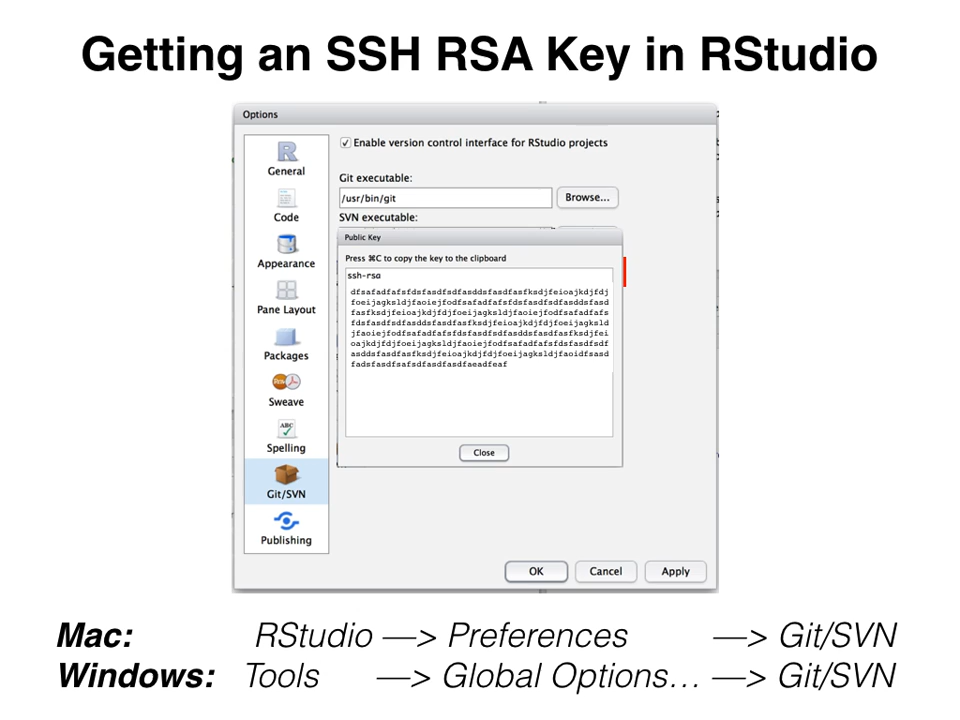 Getting an SSH RSA Key in RStudio
Options
General
Code
Appearance
Pane Layout
Packages
Sweave
ABC
Spelling
Git/SVN
Publishing
Enable version control interface for RStudio projects
Git executable:
/usr/bin/git
Browse...
SVN executable:
Public Key
Press ⌘C to copy the key to the clipboard
ssh-rsa
dfsafadfafsfdsfasdfsdfasddsfasdfasfksdjfeioajkdjfdj
foeijagksldjfaoiejfodfsafadfafsfdsfasdfsdfasddsfasd
fasfksdjfeioajkdjfdjfoeijagksldjfaoiejfodfsafadfafs
fdsfasdfsdfasddsfasdfasfksdjfeioajkdjfdjfoeijagksld
jfaoiejfodfsafadfafsfdsfasdfsdfasddsfasdfasfksdjfei
oajkdjfdjfoeijagksldjfaoiejfodfsafadfafsfdsfasdfsdf
asddsfasdfasfksdjfeioajkdjfdjfoeijagksldjfaoidfsasd
fadsfasdfsafsdfasdfasdfaeadfeaf
Close
OK
Cancel
Apply
Mac: RStudio —> Preferences —> Git/SVN
Windows: Tools —> Global Options… —> Git/SVN